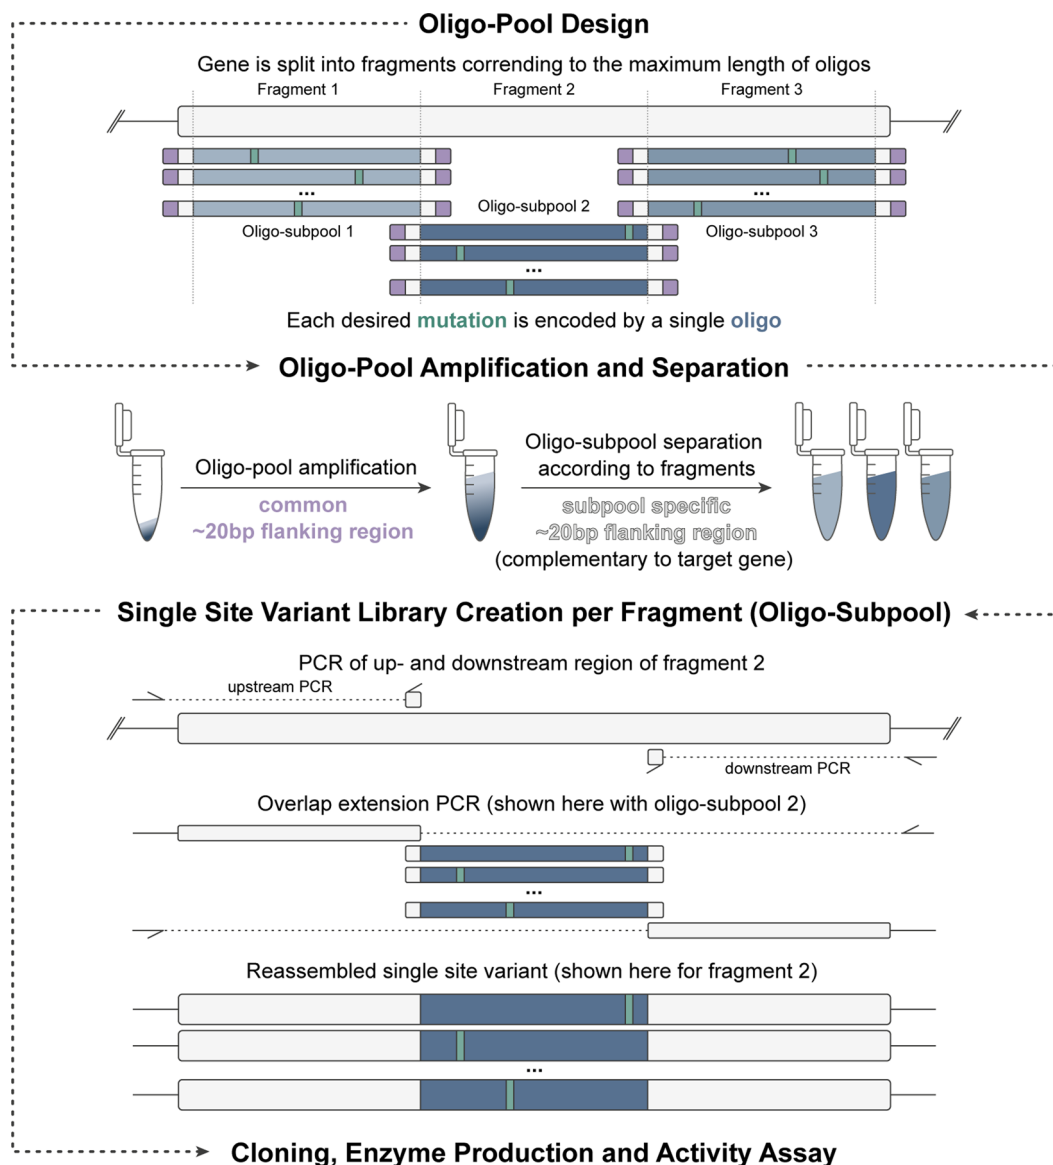 Oligo-Pool Design
Gene is split into fragments corrending to the maximum length of oligos
Fragment 1
Fragment 2
Fragment 3
...
...
Oligo-subpool 2
Oligo-subpool 1
Oligo-subpool 3
...
Each desired mutation is encoded by a single oligo
Oligo-Pool Amplification and Separation
Oligo-pool amplification
common
~20bp flanking region
Oligo-subpool separation
according to fragments
subpool specific
~20bp flanking region
(complementary to target gene)
Single Site Variant Library Creation per Fragment (Oligo-Subpool)
PCR of up- and downstream region of fragment 2
upstream PCR
downstream PCR
Overlap extension PCR (shown here with oligo-subpool 2)
...
Reassembled single site variant (shown here for fragment 2)
...
Cloning, Enzyme Production and Activity Assay